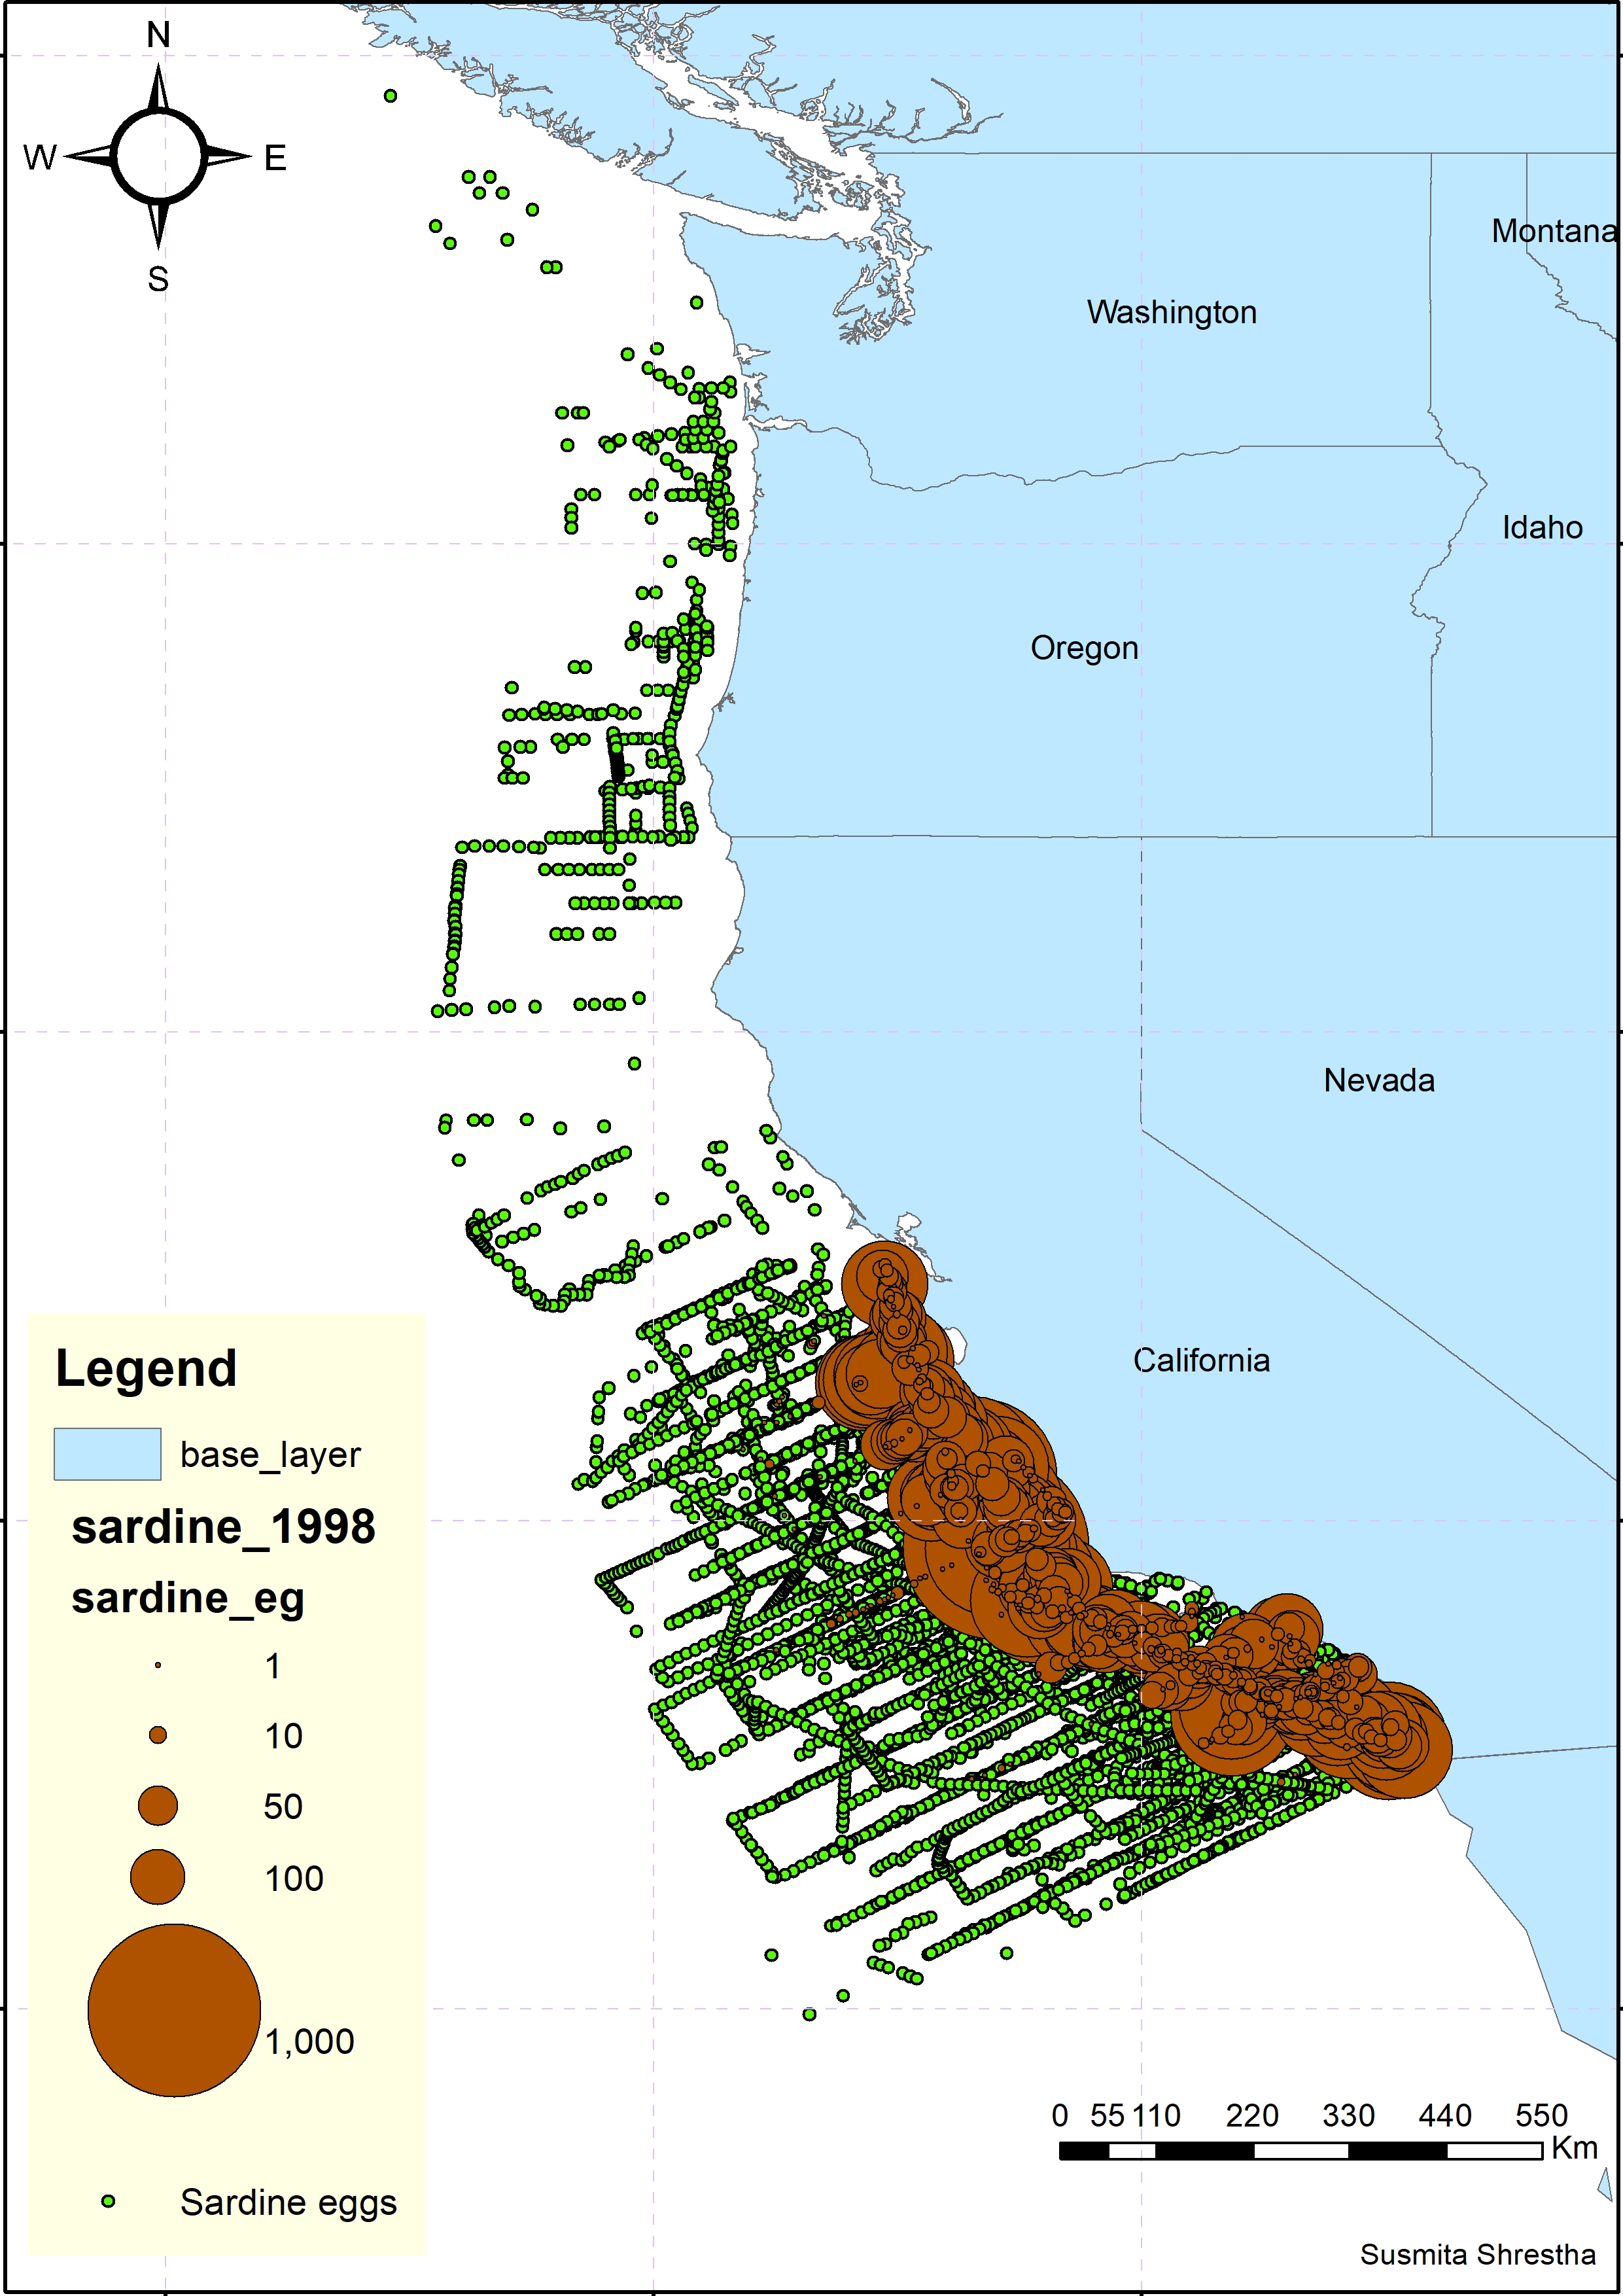 N
W E
S
Montana
Washington
Idaho
Oregon
Nevada
California
Legend
base_layer
sardine_1998
sardine_eg
1
10
50
100
1,000
Sardine eggs
0 55 110 220 330 440 550
Km
Susmita Shrestha